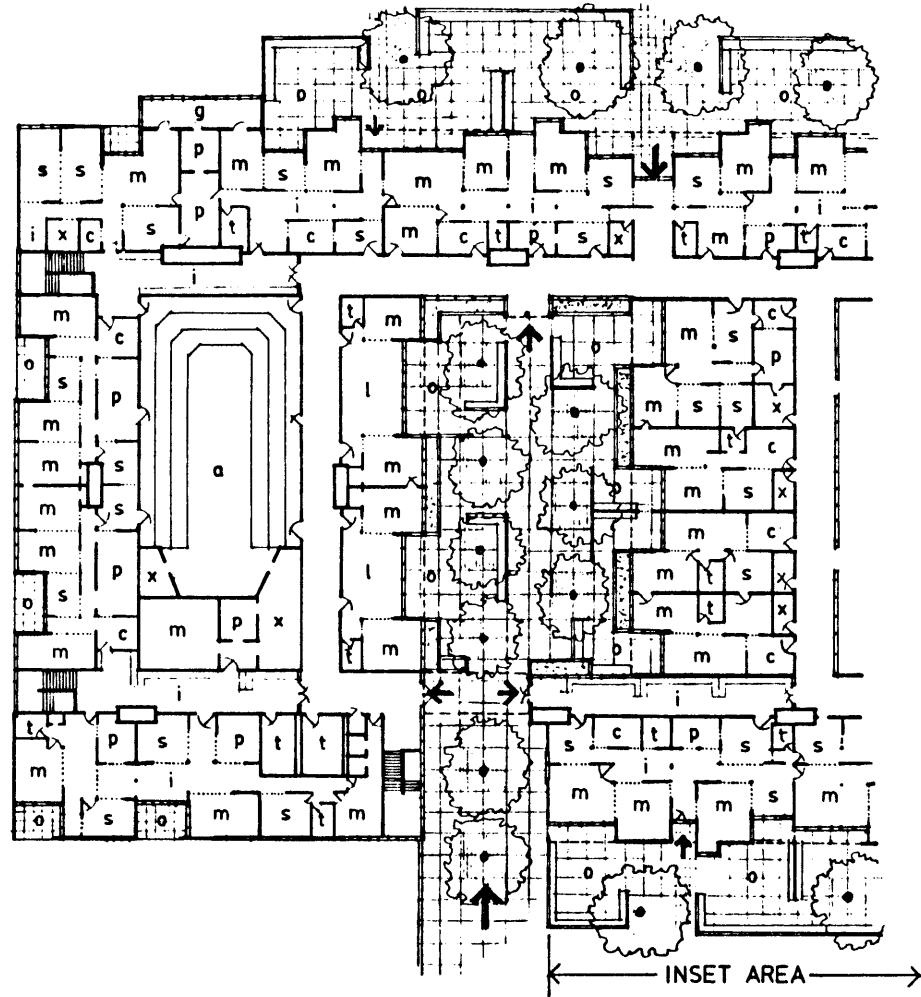 o o o o
g
p
s s m m s m m m m s s m m
p i i i
s t c s m c t p s x t m p t c
i x c
i
m t m c
c m s
o s p l o o p
m m s s x
m m t c
m s m
a
m s m m s x
o
m m c
o s p x l o m t s x
m p x t x
c
m t m o m c
i i
t p s p t t s c t p s t s
m i i
m m m s m
o s o m s t m
o o
INSET AREA